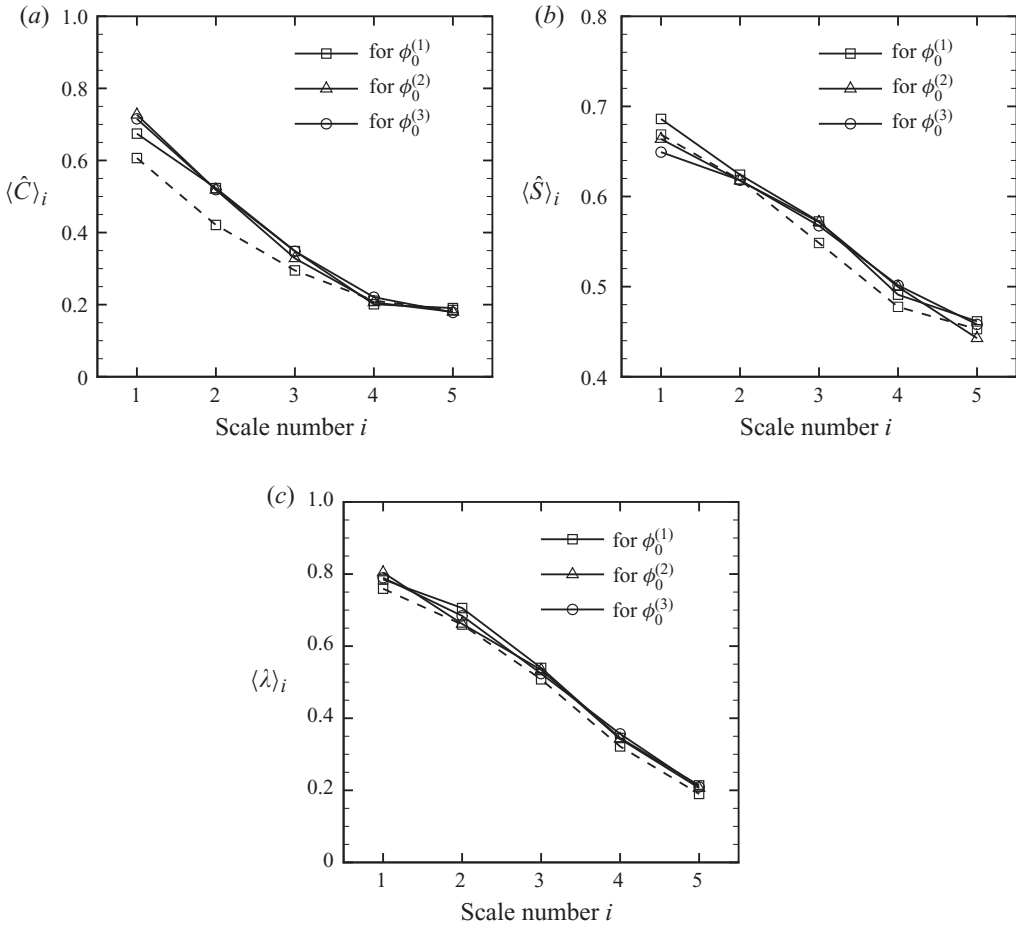 (a)
1.0
0.8
0.6
0.4
0.2
0
⟨Ĉ⟩i
for ϕ0(1)
for ϕ0(2)
for ϕ0(3)
1 2 3 4 5
Scale number i
(b)
0.8
0.7
0.6
0.5
0.4
⟨Ŝ⟩i
for ϕ0(1)
for ϕ0(2)
for ϕ0(3)
1 2 3 4 5
Scale number i
(c)
1.0
0.8
0.6
0.4
0.2
0
⟨λ̂⟩i
for ϕ0(1)
for ϕ0(2)
for ϕ0(3)
1 2 3 4 5
Scale number i